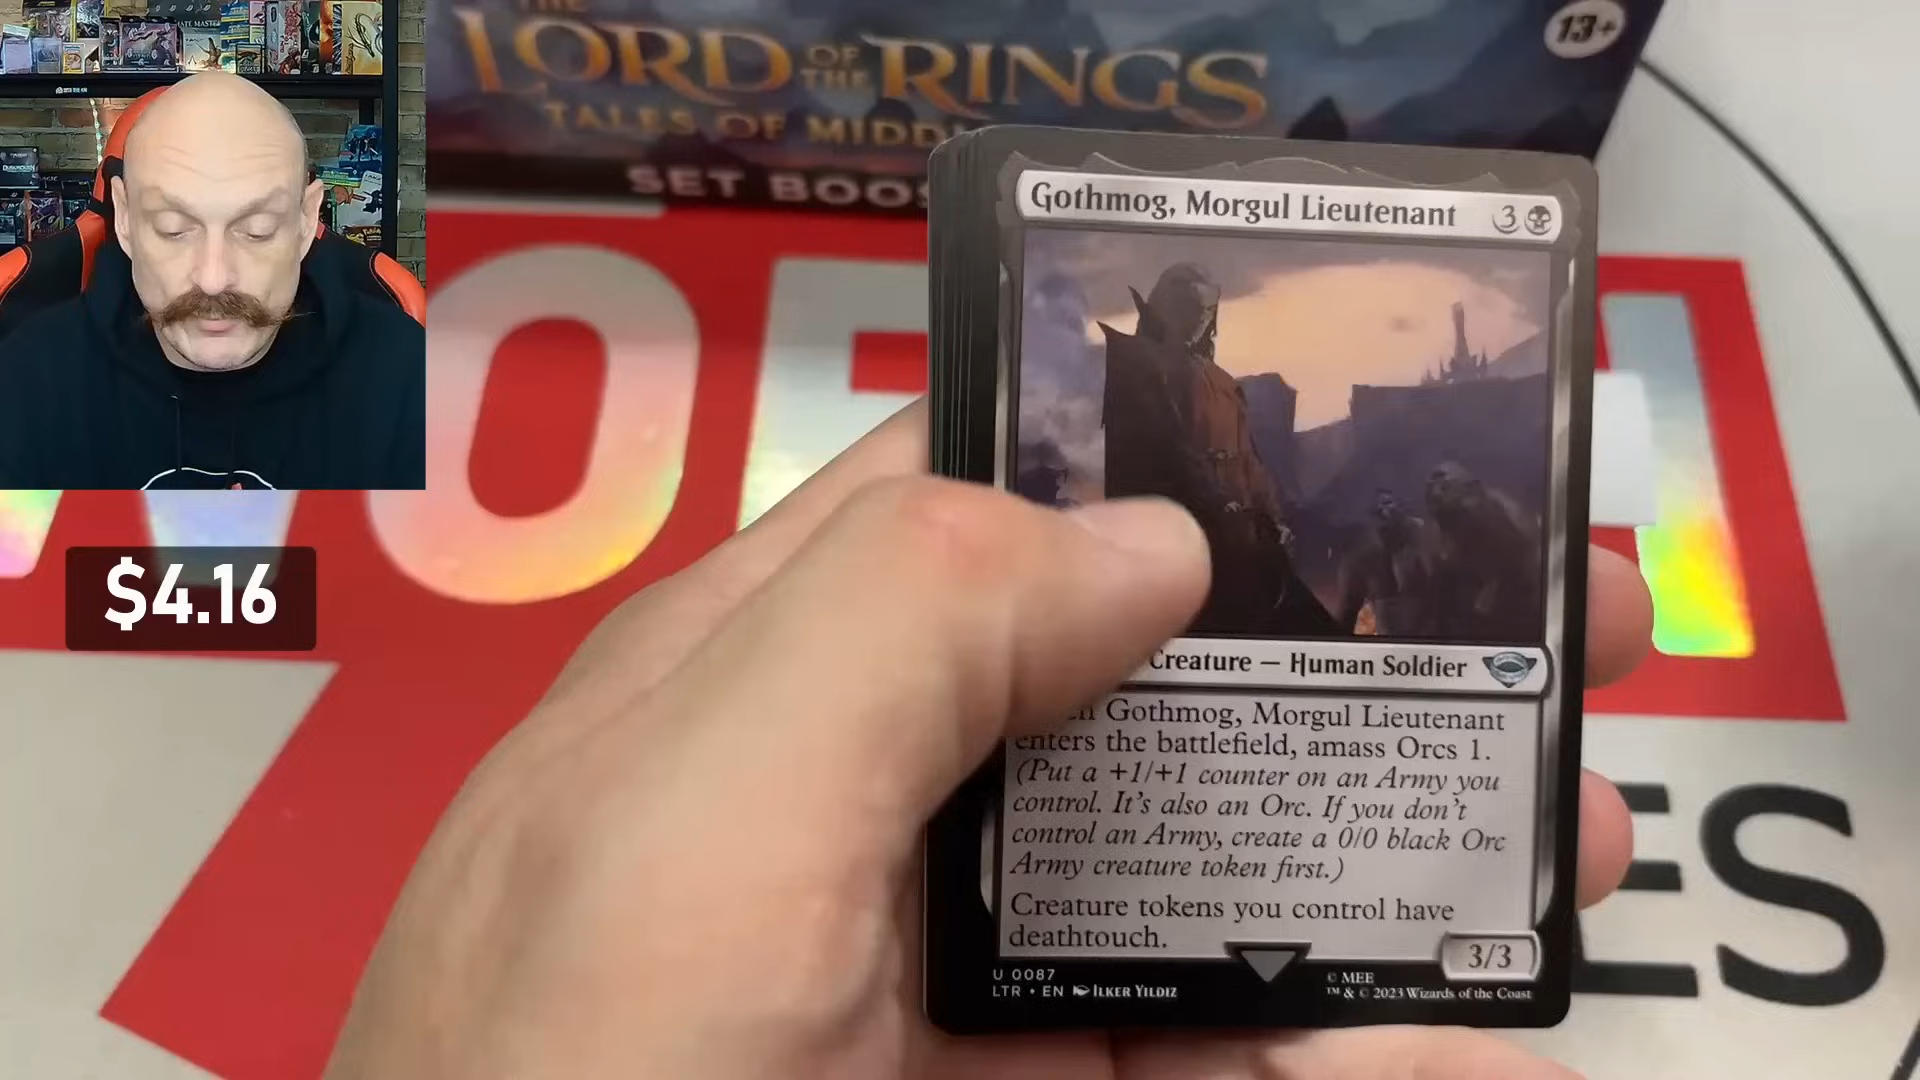 THE
LORD OF THE RINGS
TALES OF MIDD
SET BOOS
13+
$4.16
Gothmog, Morgul Lieutenant 3
Creature — Human Soldier
Gothmog, Morgul Lieutenant
enters the battlefield, amass Orcs 1.
(Put a +1/+1 counter on an Army you
control. It's also an Orc. If you don't
control an Army, create a 0/0 black Orc
Army creature token first.)
Creature tokens you control have
deathtouch.
3/3
U 0087
LTR • EN ILKER YILDIZ
© MEE
™ & © 2023 Wizards of the Coast
ES